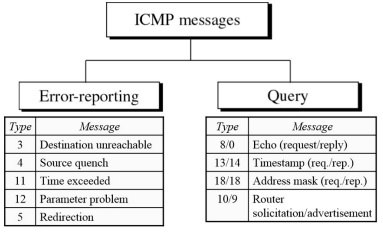 ICMP messages
Error-reporting
Type Message
3 Destination unreachable
4 Source quench
11 Time exceeded
12 Parameter problem
5 Redirection
Query
Type Message
8/0 Echo (request/reply)
13/14 Timestamp (req./rep.)
18/18 Address mask (req./rep.)
10/9 Router
solicitation/advertisement